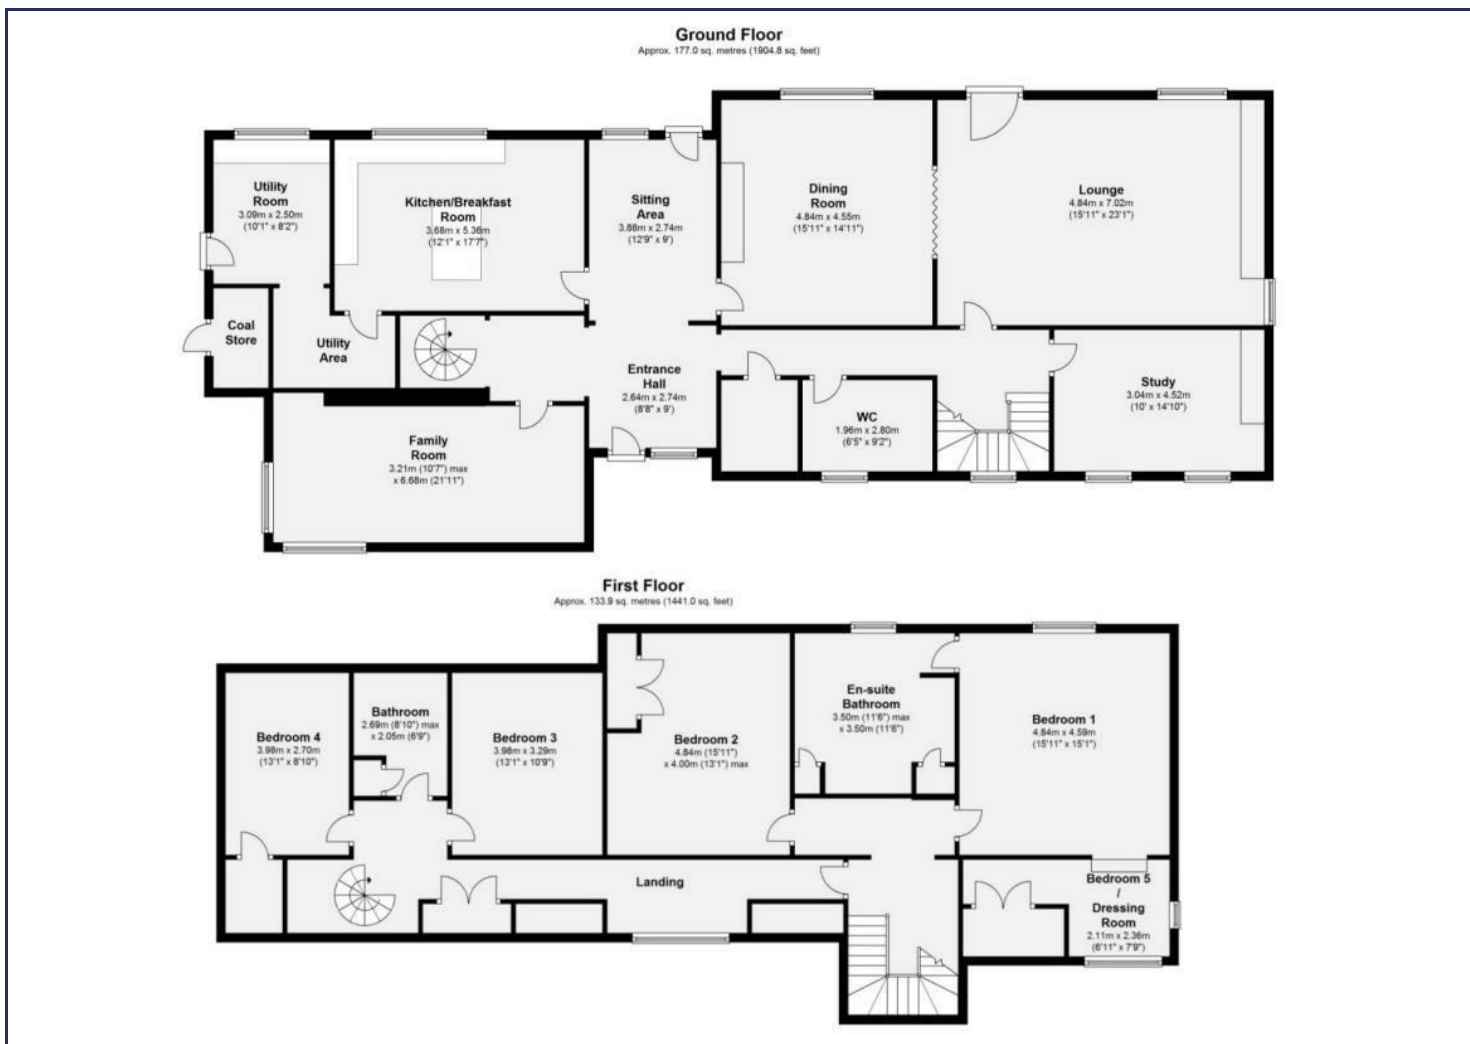 Ground Floor
Approx. 177.0 sq. metres (1904.8 sq. feet)
Utility
Room
3.09m x 2.50m
(10'1" x 8'2")
Kitchen/Breakfast
Room
3.68m x 5.36m
(12'1" x 17'7")
Sitting
Area
3.88m x 2.74m
(12'9" x 9')
Dining
Room
4.84m x 4.55m
(15'11" x 14'11")
Lounge
4.84m x 7.02m
(15'11" x 23'1")
Coal
Store
Utility
Area
Entrance
Hall
2.64m x 2.74m
(8'8" x 9')
WC
1.96m x 2.80m
(6'5" x 9'2")
Study
3.04m x 4.52m
(10' x 14'10")
Family
Room
3.21m (10'7") max
x 6.68m (21'11")
First Floor
Approx. 133.9 sq. metres (1441.0 sq. feet)
Bedroom 4
3.98m x 2.70m
(13'1" x 8'10")
Bathroom
2.69m (8'10") max
x 2.05m (6'9")
Bedroom 3
3.98m x 3.29m
(13'1" x 10'9")
Bedroom 2
4.84m (15'11")
x 4.00m (13'1") max
En-suite
Bathroom
3.50m (11'6") max
x 3.50m (11'6")
Bedroom 1
4.84m x 4.59m
(15'11" x 15'1")
Landing
Bedroom 5
/
Dressing
Room
2.11m x 2.36m
(6'11" x 7'9")